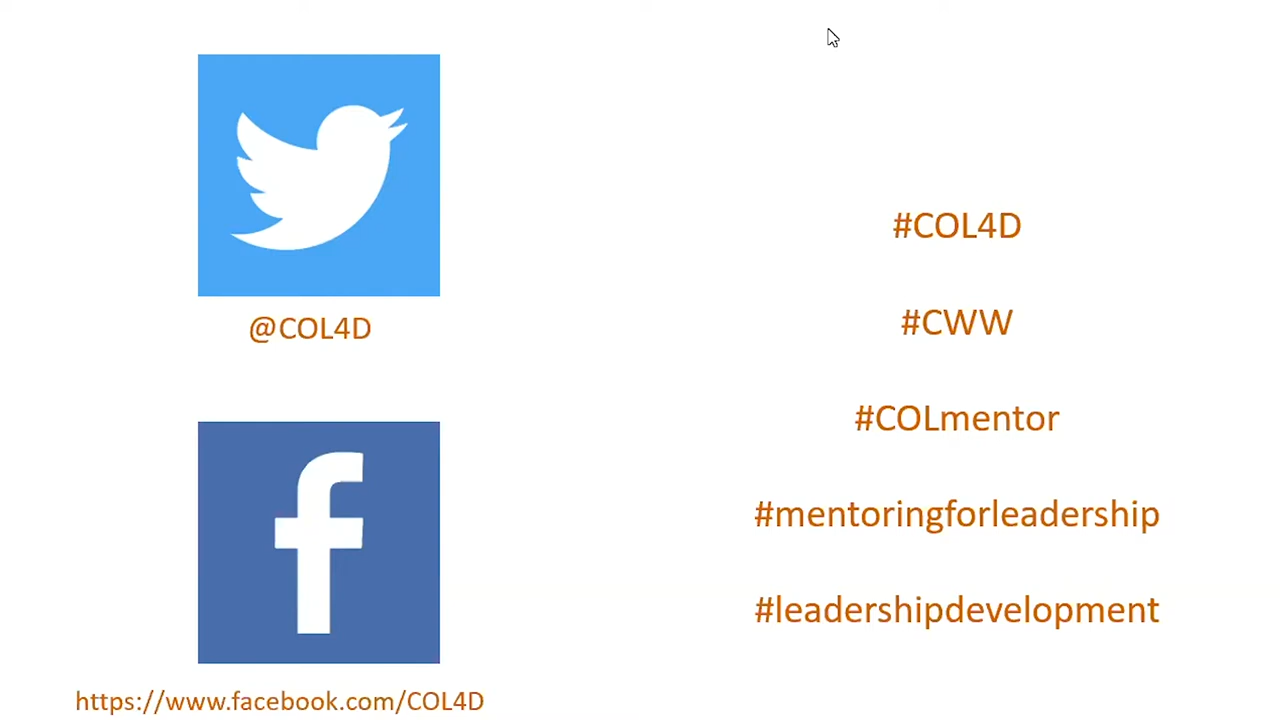 @COL4D
https://www.facebook.com/COL4D
#COL4D
#CWW
#COLmentor
#mentoringforleadership
#leadershipdevelopment